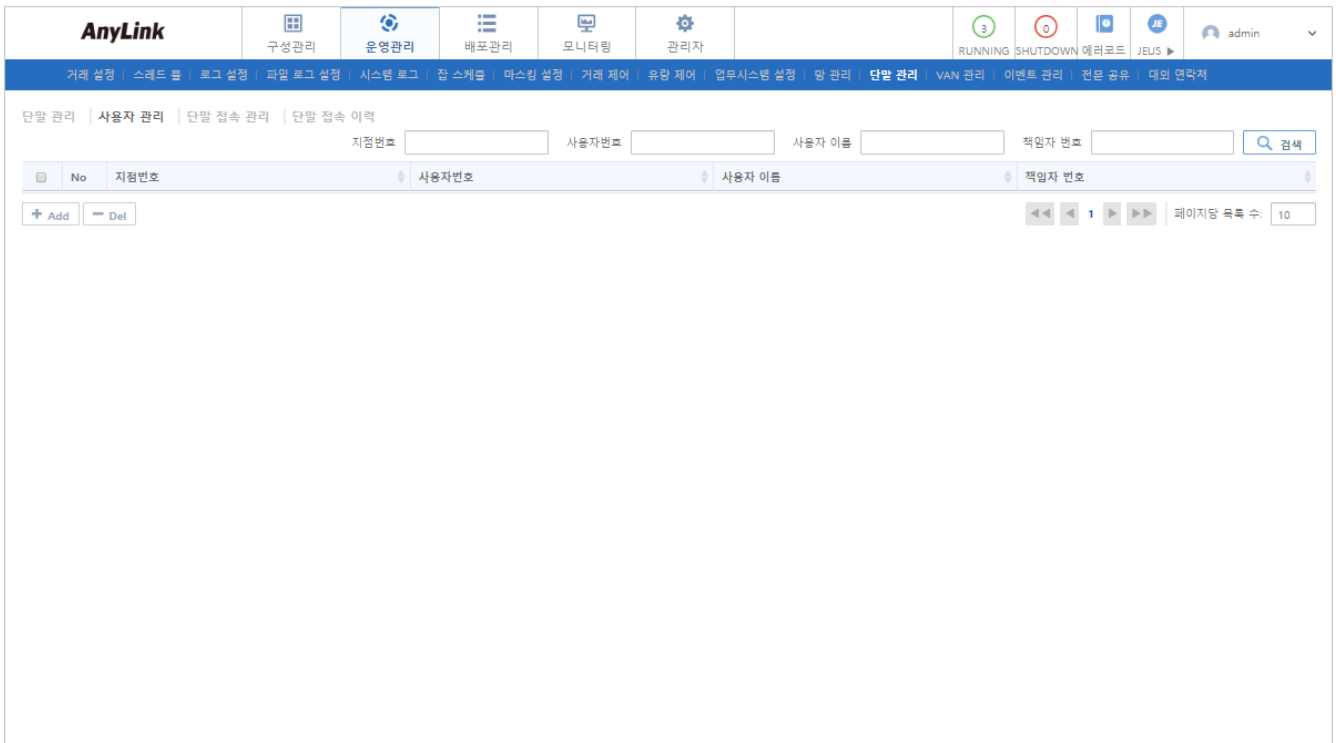 AnyLink
구성관리 운영관리 배포관리 모니터링 관리자 3 RUNNING 0 SHUTDOWN 에러코드 JE JEUS ▶ admin
거래 설정 | 스레드 풀 | 로그 설정 | 파일 로그 설정 | 시스템 로그 | 잡 스케줄 | 마스킹 설정 | 거래 제어 | 유량 제어 | 업무시스템 설정 | 망 관리 | 단말 관리 | VAN 관리 | 이벤트 관리 | 전문 공유 | 대외 연락처
단말 관리 | 사용자 관리 | 단말 접속 관리 | 단말 접속 이력
지점번호 사용자번호 사용자 이름 책임자 번호 검색
No 지점번호 사용자번호 사용자 이름 책임자 번호
+ Add − Del ◀◀ ◀ 1 ▶ ▶▶ 페이지당 목록 수: 10